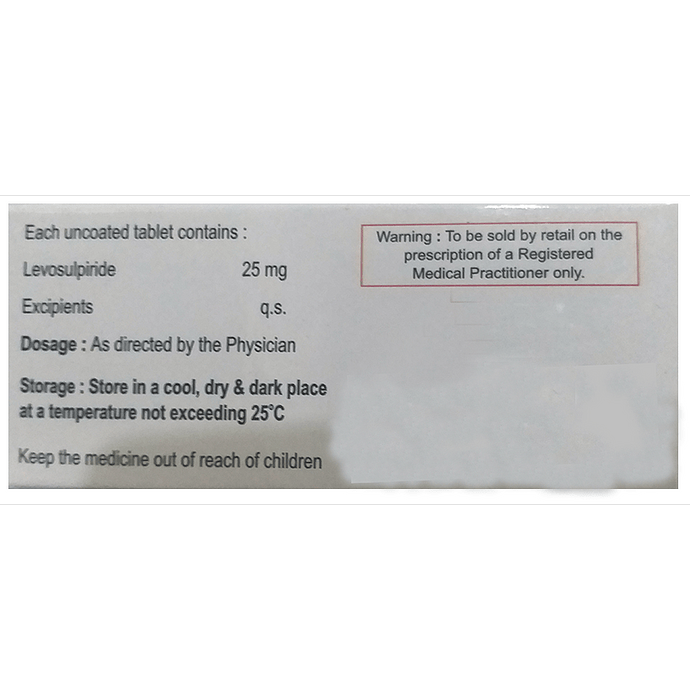 Each uncoated tablet contains :
Levosulpiride 25 mg
Excipients q.s.
Dosage : As directed by the Physician
Storage : Store in a cool, dry & dark place
at a temperature not exceeding 25°C
Keep the medicine out of reach of children
Warning : To be sold by retail on the
prescription of a Registered
Medical Practitioner only.